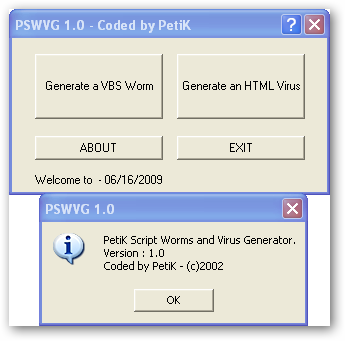 PSWVG 1.0 - Coded by PetiK
Generate a VBS Worm
Generate an HTML Virus
ABOUT
EXIT
Welcome to - 06/16/2009
PSWVG 1.0
PetiK Script Worms and Virus Generator.
Version : 1.0
Coded by PetiK - (c)2002
OK